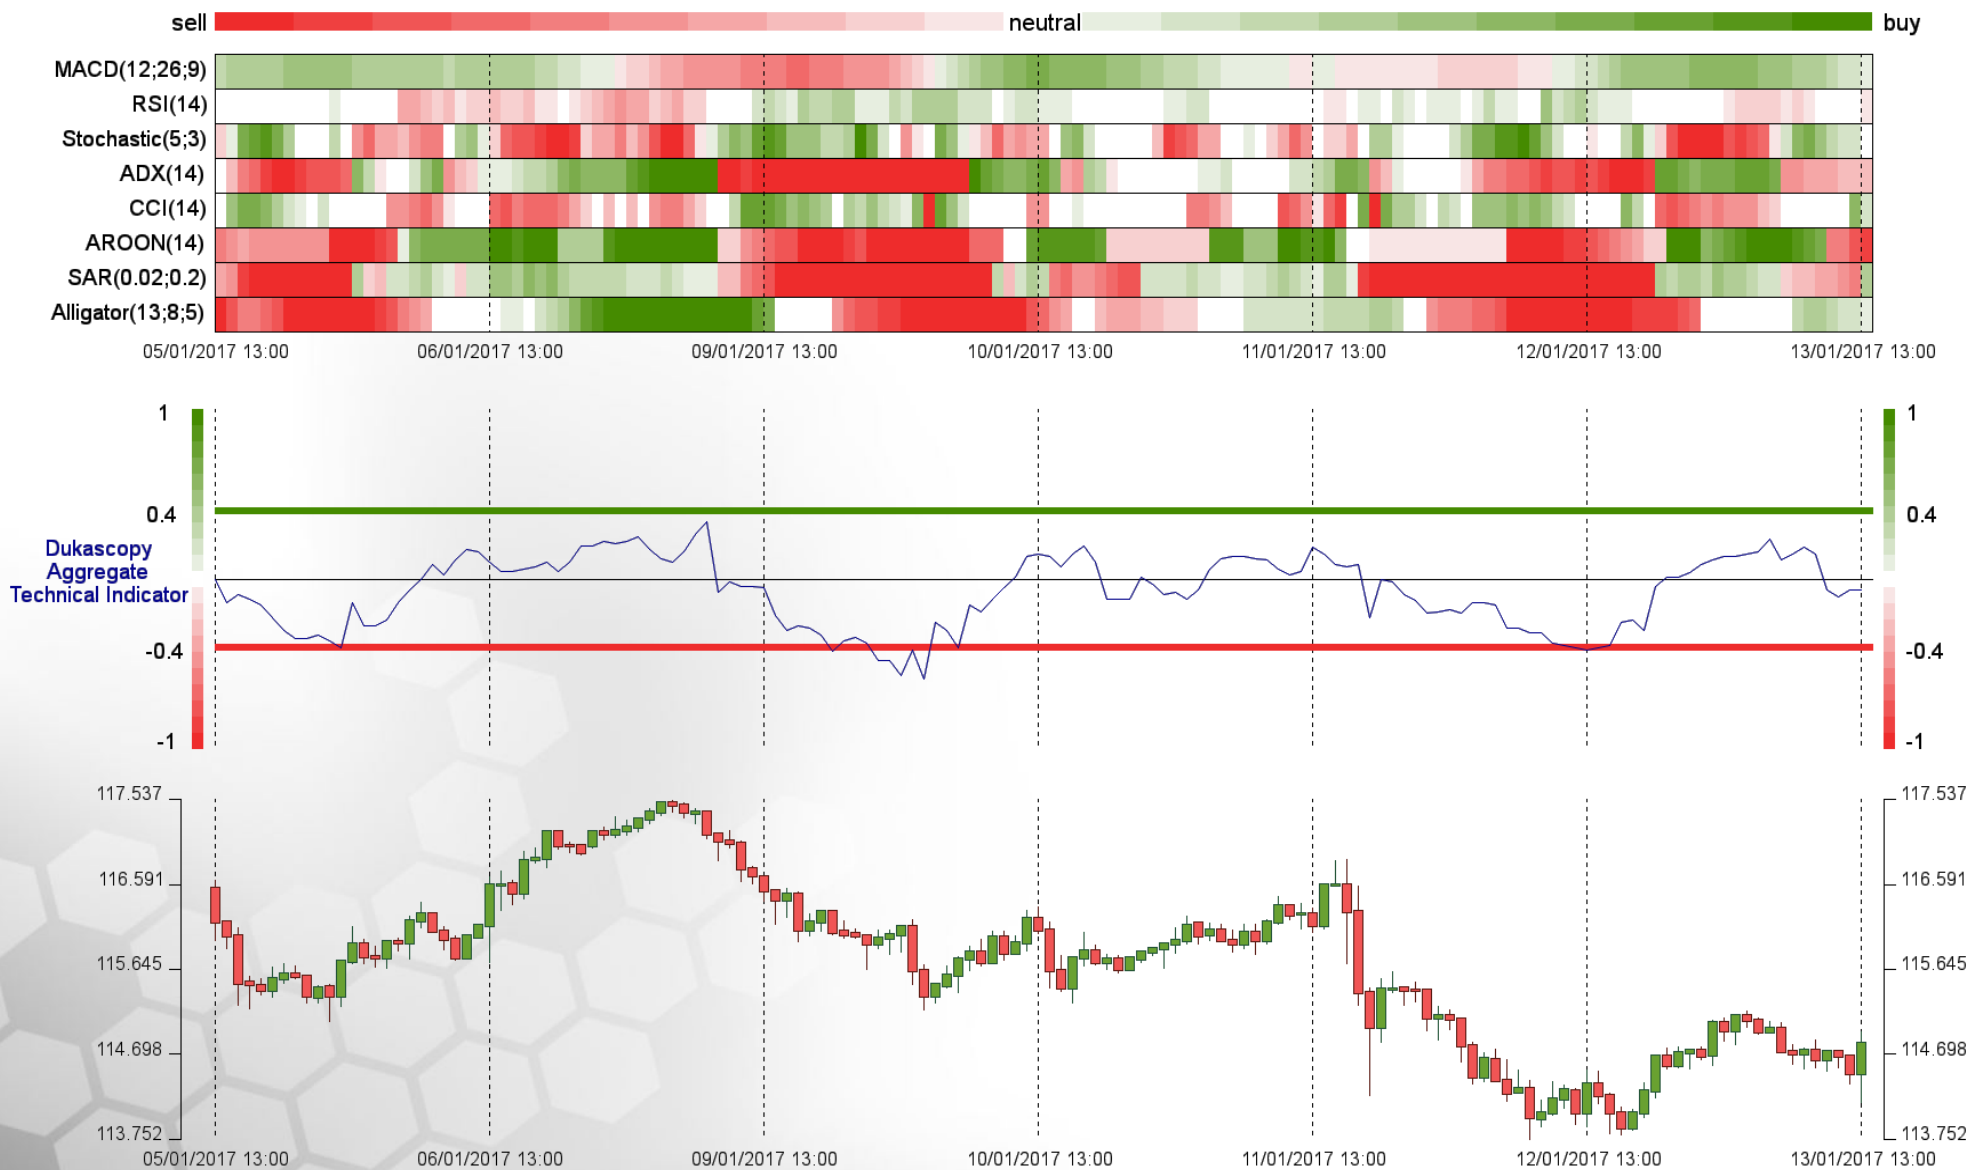 sell neutral buy
MACD(12;26;9)
RSI(14)
Stochastic(5;3)
ADX(14)
CCI(14)
AROON(14)
SAR(0.02;0.2)
Alligator(13;8;5)
05/01/2017 13:00 06/01/2017 13:00 09/01/2017 13:00 10/01/2017 13:00 11/01/2017 13:00 12/01/2017 13:00 13/01/2017 13:00
1 1
0.4 0.4
Dukascopy
Aggregate
Technical Indicator
-0.4 -0.4
-1 -1
117.537 117.537
116.591 116.591
115.645 115.645
114.698 114.698
113.752 113.752
05/01/2017 13:00 06/01/2017 13:00 09/01/2017 13:00 10/01/2017 13:00 11/01/2017 13:00 12/01/2017 13:00 13/01/2017 13:00